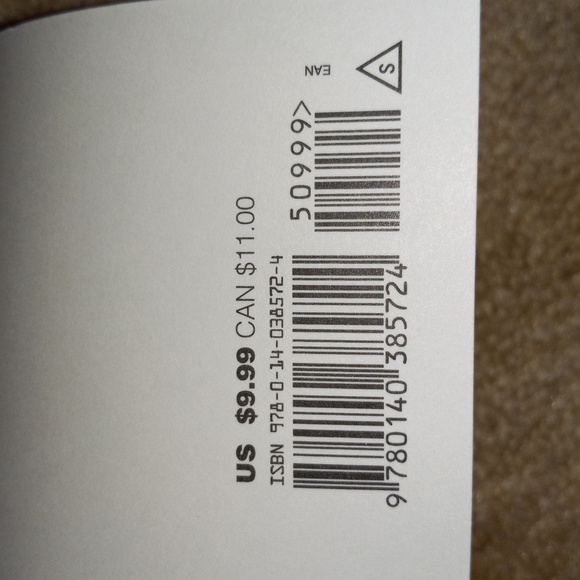 US $9.99 CAN $11.00
ISBN 978-0-14-038572-4
9 780140 385724
50999>
EAN
S